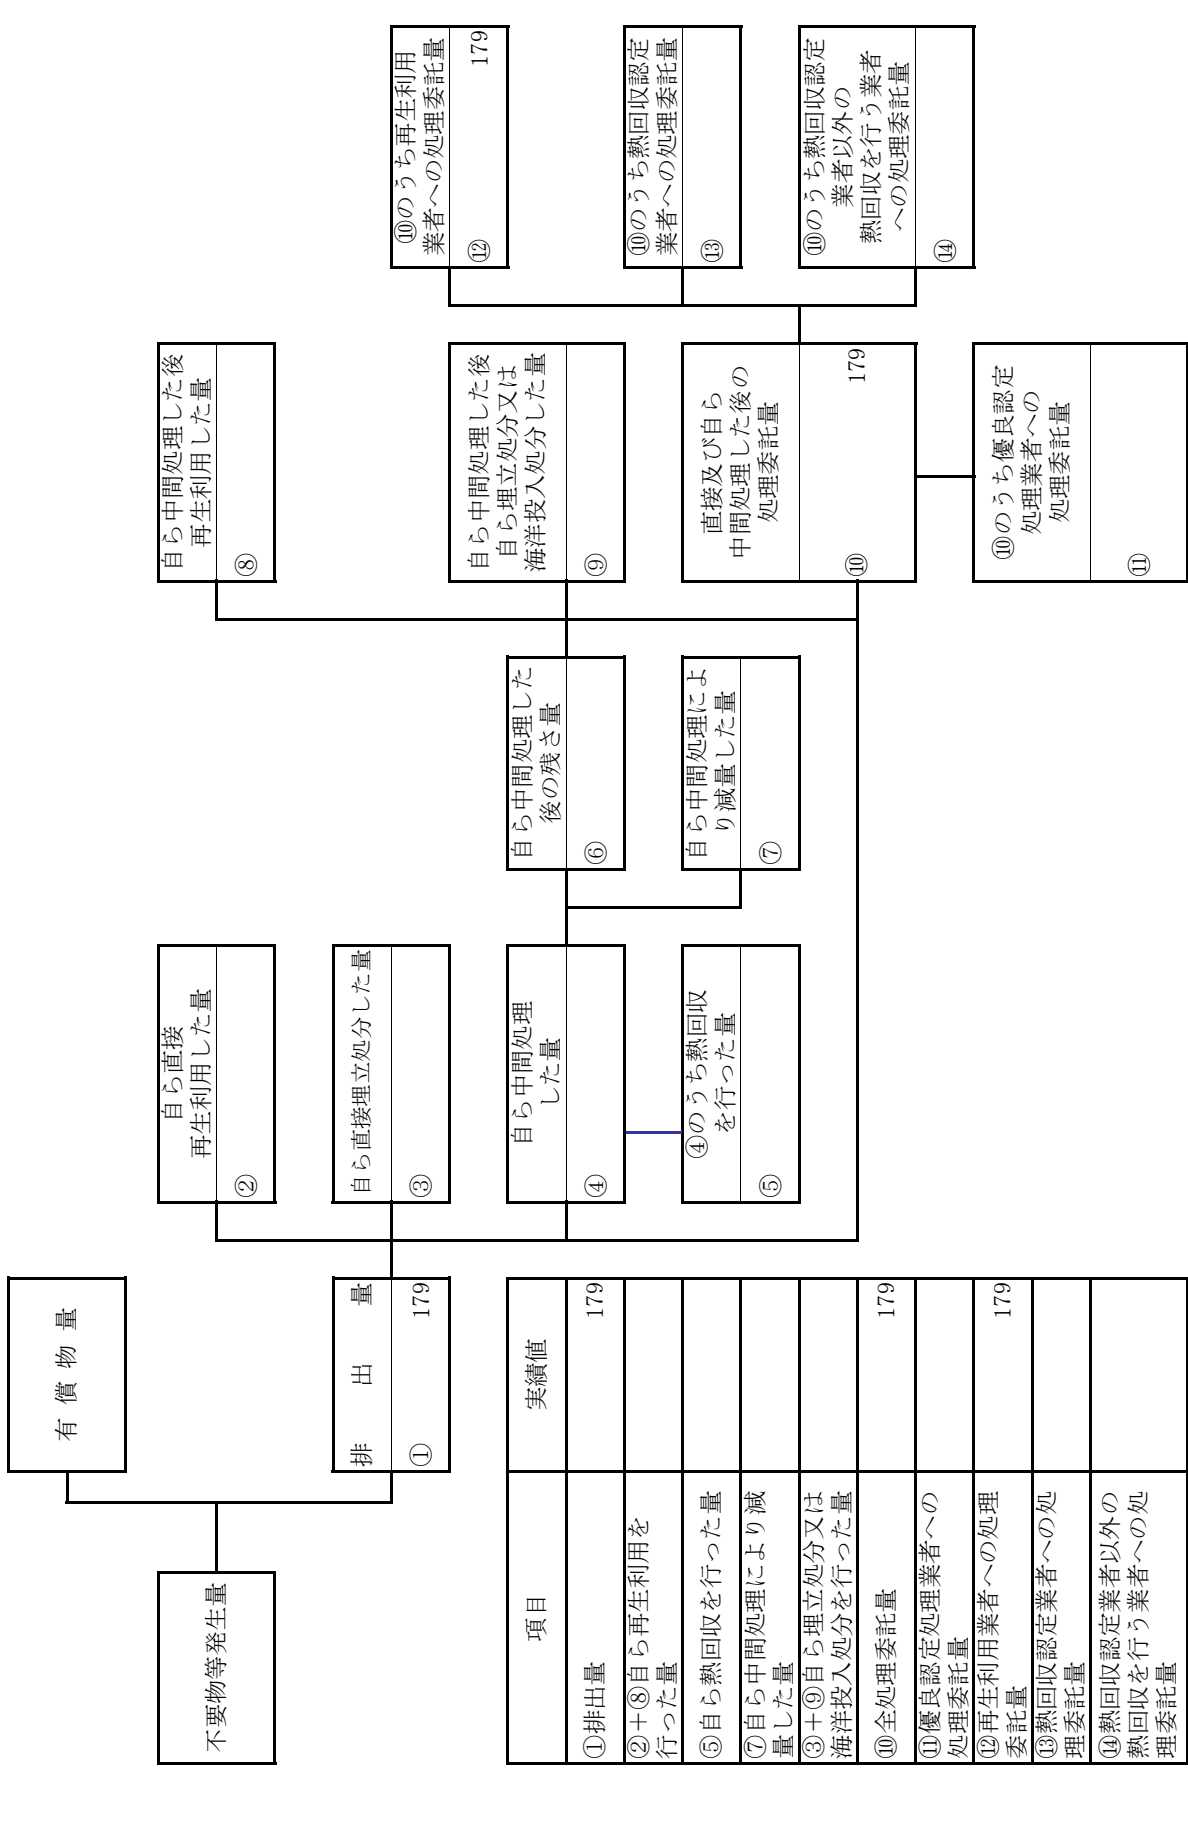 有償物量
不要物等発生量
排出量
① 179
自ら直接
再生利用した量
②
自ら直接埋立処分した量
③
自ら中間処理
した量
④
④のうち熱回収
を行った量
⑤
自ら中間処理した
後の残さ量
⑥
自ら中間処理によ
り減量した量
⑦
自ら中間処理した後
再生利用した量
⑧
自ら中間処理した後
自ら埋立処分又は
海洋投入処分した量
⑨
直接及び自ら
中間処理した後の
処理委託量
⑩ 179
⑩のうち優良認定
処理業者への
処理委託量
⑪
⑩のうち再生利用
業者への処理委託量
⑫ 179
⑩のうち熱回収認定
業者への処理委託量
⑬
⑩のうち熱回収認定
業者以外の
熱回収を行う業者
への処理委託量
⑭
項目 実績値
①排出量 179
②+⑧自ら再生利用を
行った量
⑤自ら熱回収を行った量
⑦自ら中間処理により減
量した量
③+⑨自ら埋立処分又は
海洋投入処分を行った量
⑩全処理委託量 179
⑪優良認定処理業者への
処理委託量
⑫再生利用業者への処理
委託量 179
⑬熱回収認定業者への処
理委託量
⑭熱回収認定業者以外の
熱回収を行う業者への処
理委託量